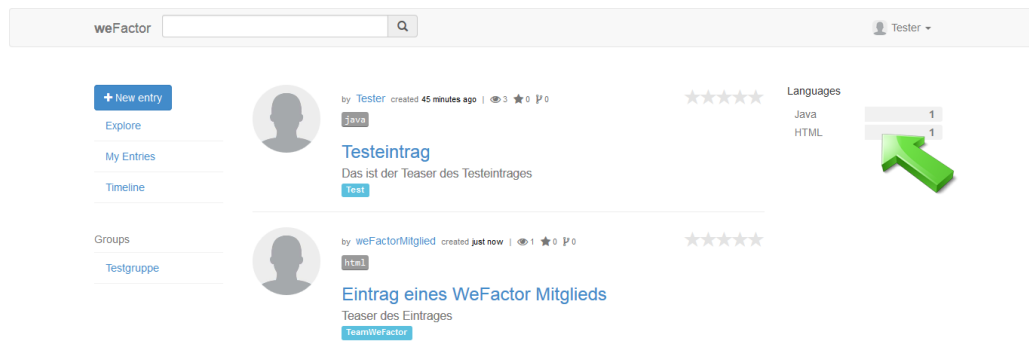 weFactor
Tester
+ New entry
Explore
My Entries
Timeline
Groups
Testgruppe
by Tester created 45 minutes ago | 3 0 0
java
Testeintrag
Das ist der Teaser des Testeintrages
Test
by weFactorMitglied created just now | 1 0 0
html
Eintrag eines WeFactor Mitglieds
Teaser des Eintrages
TeamWeFactor
Languages
Java 1
HTML 1